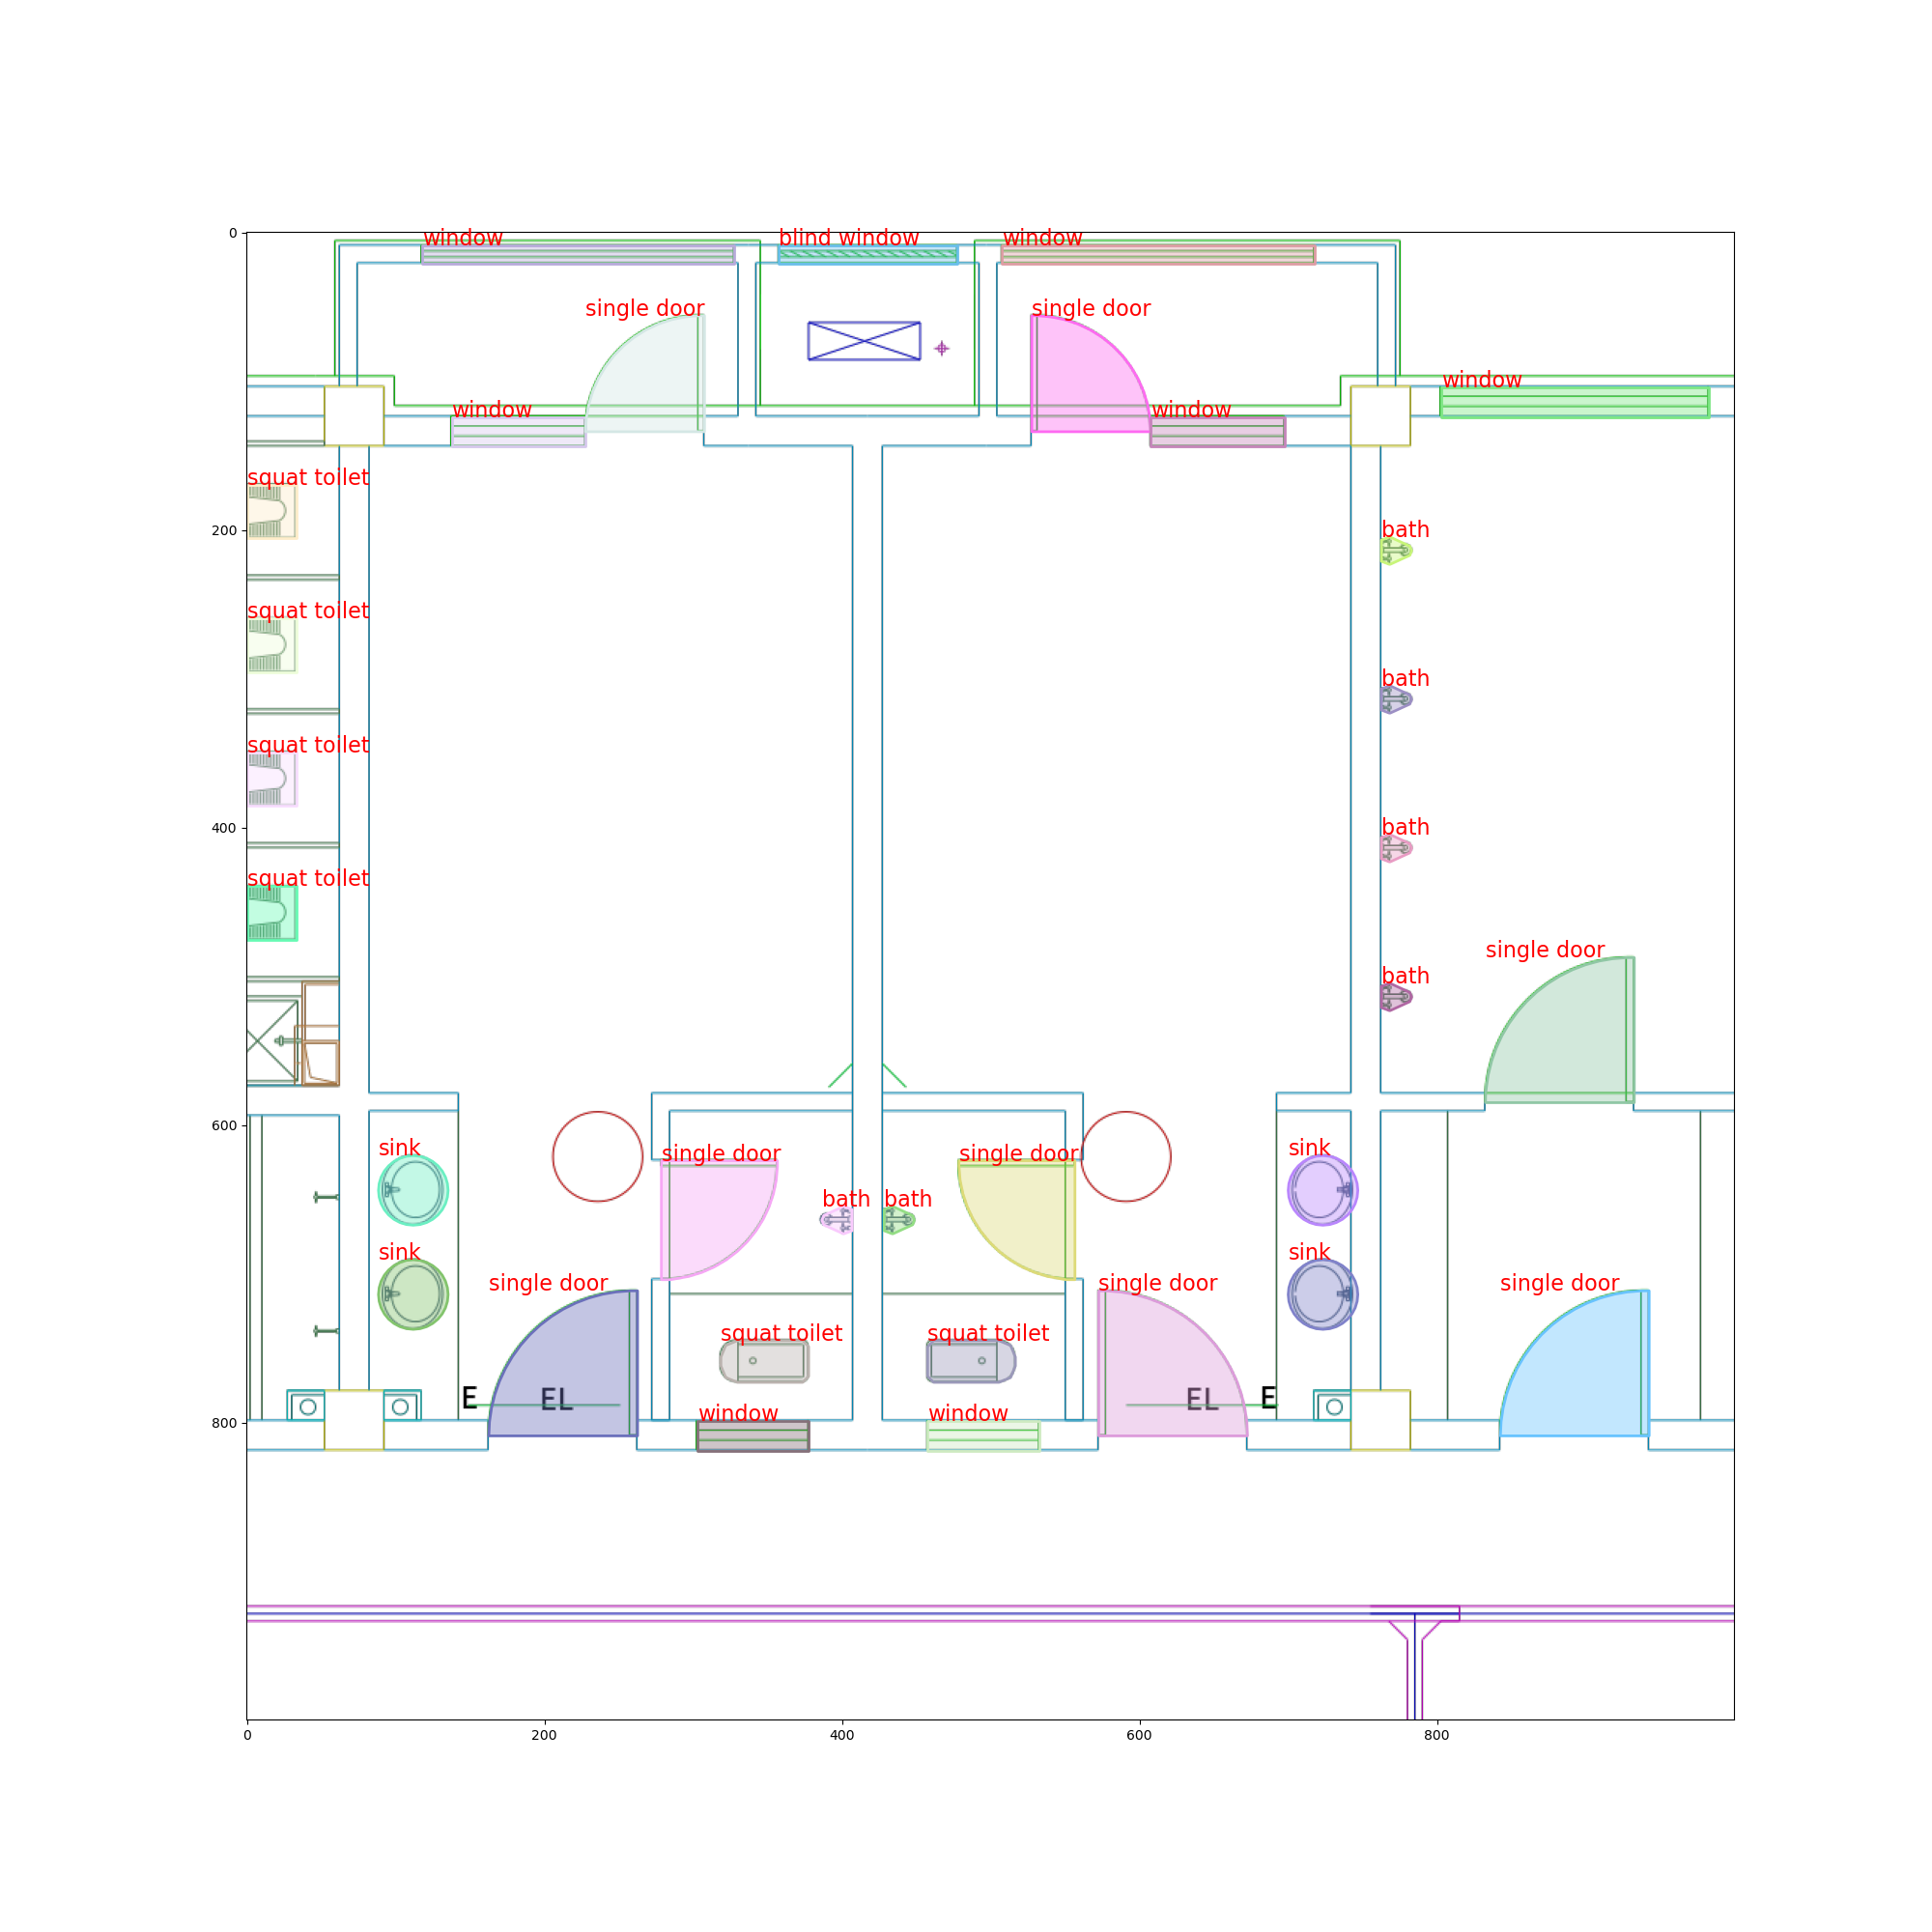 0
window
blind window
window
single door
single door
window
window
window
squat toilet
200
bath
squat toilet
bath
squat toilet
400
bath
squat toilet
single door
bath
600
sink
single door
single door
sink
bath
bath
sink
sink
single door
single door
single door
squat toilet
squat toilet
E
EL
EL
E
window
window
800
0
200
400
600
800